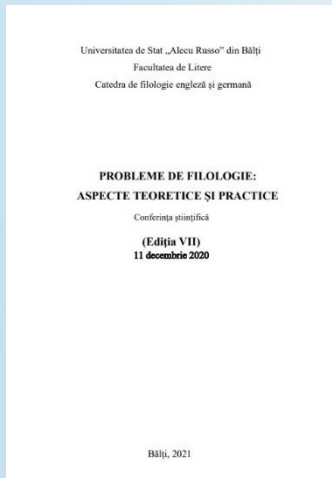 Universitatea de Stat „Alecu Russo” din Bălți
Facultatea de Litere
Catedra de filologie engleză și germană
PROBLEME DE FILOLOGIE:
ASPECTE TEORETICE ȘI PRACTICE
Conferința științifică
(Ediția VII)
11 decembrie 2020
Bălți, 2021